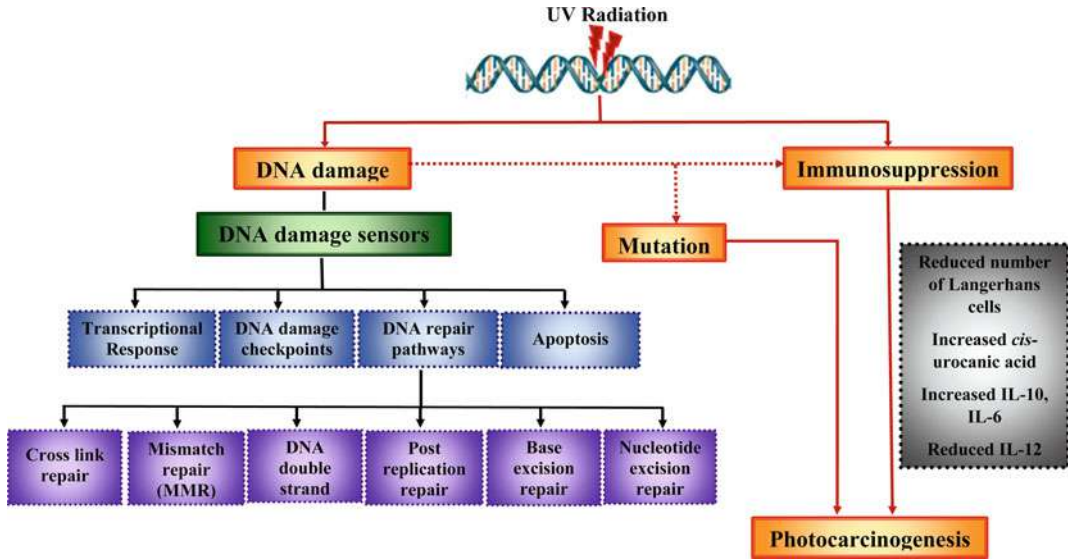 UV Radiation
DNA damage
Immunosuppression
DNA damage sensors
Mutation
Reduced number
of Langerhans
cells
Increased cis-
urocanic acid
Increased IL-10,
IL-6
Reduced IL-12
Transcriptional
Response
DNA damage
checkpoints
DNA repair
pathways
Apoptosis
Cross link
repair
Mismatch
repair
(MMR)
DNA
double
strand
Post
replication
repair
Base
excision
repair
Nucleotide
excision
repair
Photocarcinogenesis